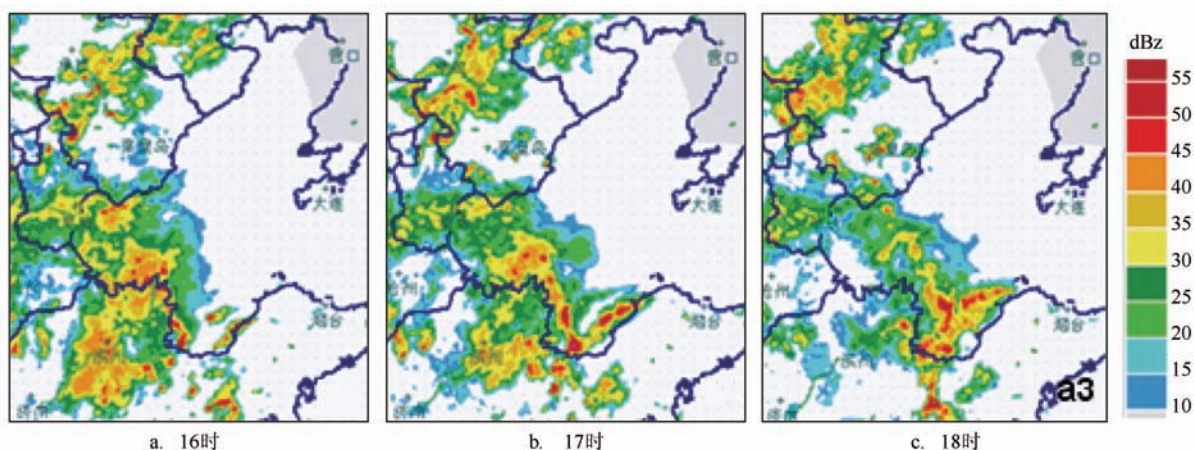 营口
大连
烟台
秦皇岛
沧州
滨州
济南
营口
大连
烟台
秦皇岛
沧州
滨州
济南
营口
大连
烟台
沧州
滨州
济南
a3
dBz
55
50
45
40
35
30
25
20
15
10
a. 16时
b. 17时
c. 18时